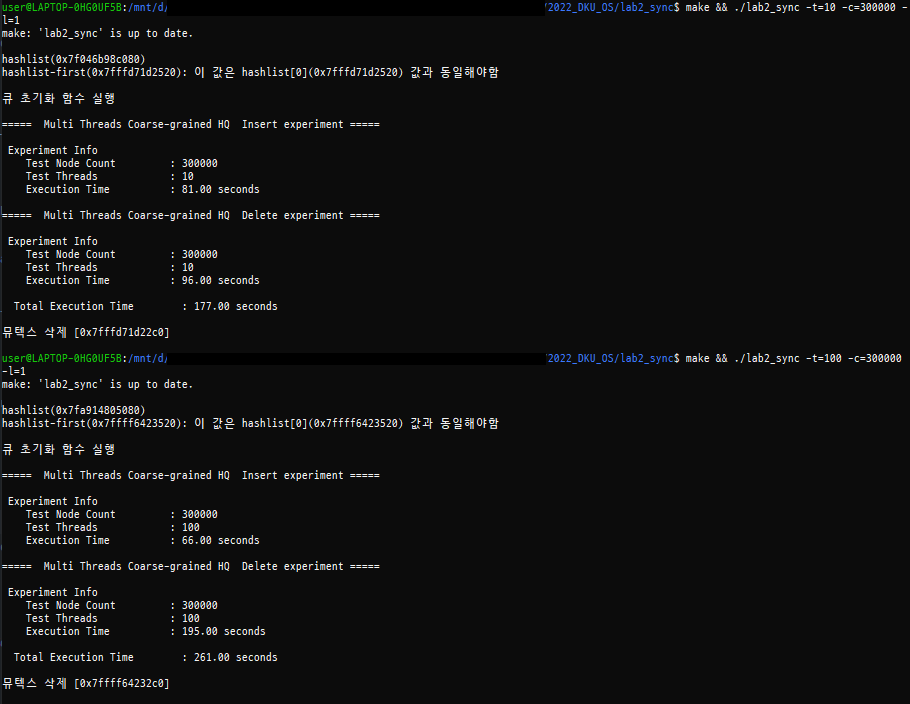 user@LAPTOP-0HG0UF5B:/mnt/d/ /2022_DKU_OS/lab2_sync$ make && ./lab2_sync -t=10 -c=300000 -
l=1
make: 'lab2_sync' is up to date.
hashlist(0x7f046b98c080)
hashlist-first(0x7fffd71d2520): 이 값은 hashlist[0](0x7fffd71d2520) 값과 동일해야함
큐 초기화 함수 실행
===== Multi Threads Coarse-grained HQ Insert experiment =====
Experiment Info
Test Node Count : 300000
Test Threads : 10
Execution Time : 81.00 seconds
===== Multi Threads Coarse-grained HQ Delete experiment =====
Experiment Info
Test Node Count : 300000
Test Threads : 10
Execution Time : 96.00 seconds
Total Execution Time : 177.00 seconds
뮤텍스 삭제 [0x7fffd71d22c0]
user@LAPTOP-0HG0UF5B:/mnt/d/ /2022_DKU_OS/lab2_sync$ make && ./lab2_sync -t=100 -c=300000
-l=1
make: 'lab2_sync' is up to date.
hashlist(0x7fa914805080)
hashlist-first(0x7ffff6423520): 이 값은 hashlist[0](0x7ffff6423520) 값과 동일해야함
큐 초기화 함수 실행
===== Multi Threads Coarse-grained HQ Insert experiment =====
Experiment Info
Test Node Count : 300000
Test Threads : 100
Execution Time : 66.00 seconds
===== Multi Threads Coarse-grained HQ Delete experiment =====
Experiment Info
Test Node Count : 300000
Test Threads : 100
Execution Time : 195.00 seconds
Total Execution Time : 261.00 seconds
뮤텍스 삭제 [0x7ffff64232c0]